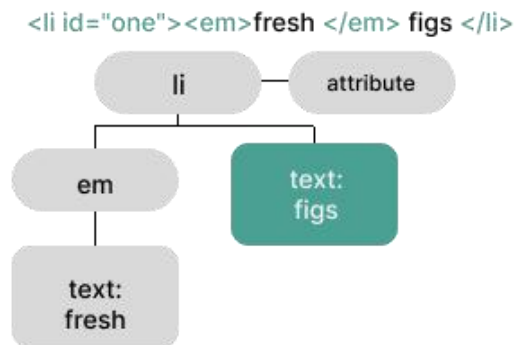 <li id="one"><em>fresh </em> figs </li>
li
attribute
em
text:
figs
text:
fresh